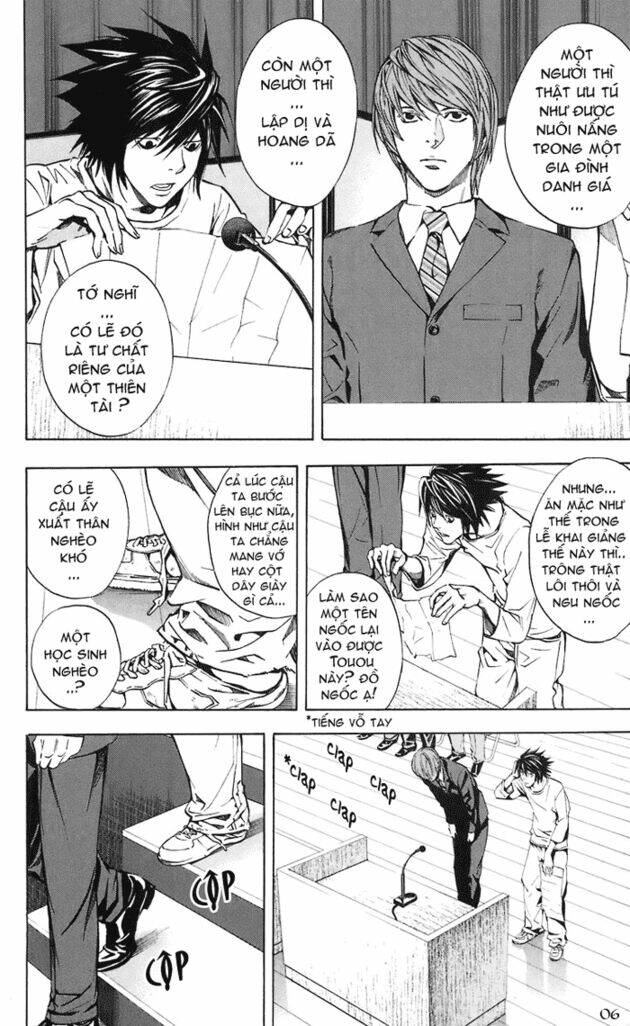 MỘT
NGƯỜI THÌ
THẬT ƯU TÚ
NHƯ ĐƯỢC
NUÔI NẤNG
TRONG MỘT
GIA ĐÌNH
DANH GIÁ
...
CÒN MỘT
NGƯỜI THÌ
...
LẬP DỊ VÀ
HOANG DÃ
...
TỚ NGHĨ
...
CÓ LẼ ĐÓ
LÀ TƯ CHẤT
RIÊNG CỦA
MỘT THIÊN
TÀI ?
NHƯNG...
ĂN MẶC NHƯ
THẾ TRONG
LỄ KHAI GIẢNG
THẾ NÀY THÌ..
TRÔNG THẬT
LÔI THÔI VÀ
NGU NGỐC
...
LÀM SAO
MỘT TÊN
NGỐC LẠI
VÀO ĐƯỢC
TOUOU
NÀY? ĐỒ
NGỐC Ạ!
CẢ LÚC CẬU
TA BƯỚC
LÊN BỤC NỮA,
HÌNH NHƯ CẬU
TA CHẲNG
MANG VỚ
HAY CỘT
DÂY GIÀY
GÌ CẢ...
CÓ LẼ
CẬU ẤY
XUẤT THÂN
NGHÈO
KHÓ
...
MỘT
HỌC SINH
NGHÈO
..?
*TIẾNG VỖ TAY
clap
clap
*clap
clap
clap
CỘP
CỘP
06